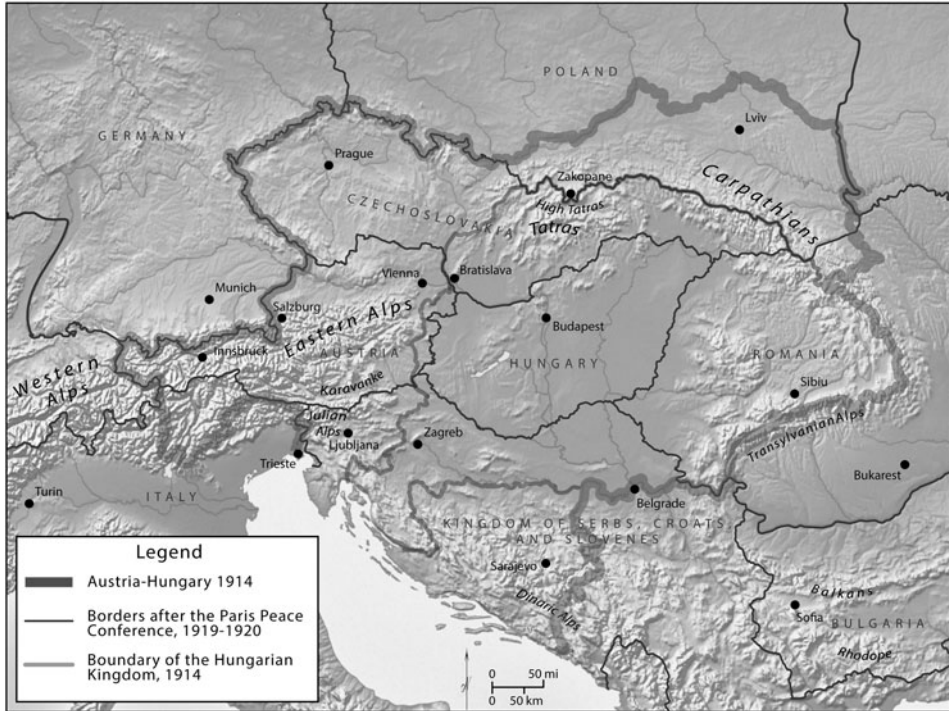 POLAND
Lviv
GERMANY
Prague
Zakopane
Carpathians
High Tatras
CZECHOSLOVAKIA
Tatras
Vienna
Bratislava
Munich
Salzburg
Eastern Alps
Budapest
Innsbruck
AUSTRIA
HUNGARY
ROMANIA
Western
Alps
Karavanke
Sibiu
Julian
Alps
Ljubljana
Zagreb
Transylvanian Alps
Trieste
Bukarest
Turin
ITALY
Belgrade
KINGDOM OF SERBS, CROATS
AND SLOVENES
Sarajevo
Dinaric Alps
Balkans
Sofia
BULGARIA
Rhodope
Legend
Austria-Hungary 1914
Borders after the Paris Peace
Conference, 1919-1920
Boundary of the Hungarian
Kingdom, 1914
0 50 mi
0 50 km